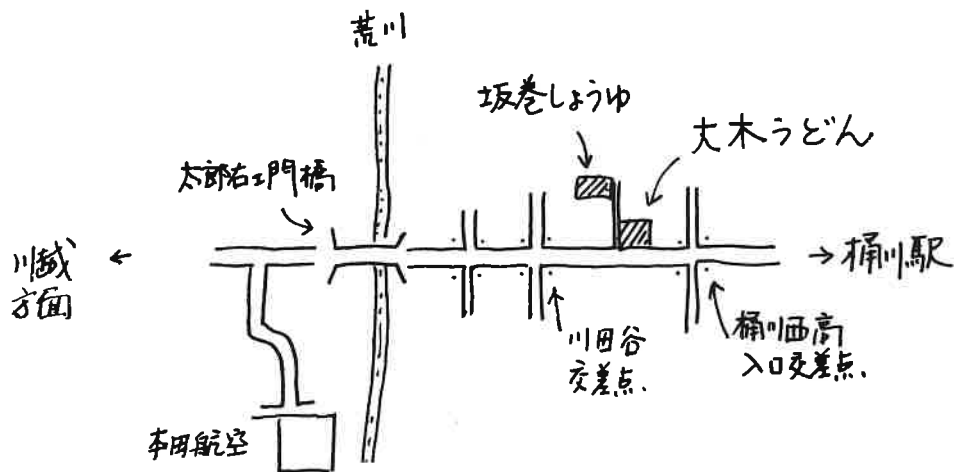 荒川
坂巻しょうゆ
大木うどん
太郎右ェ門橋
川越
方面
←
→桶川駅
川田谷
交差点.
桶川西高
入口交差点.
本田航空